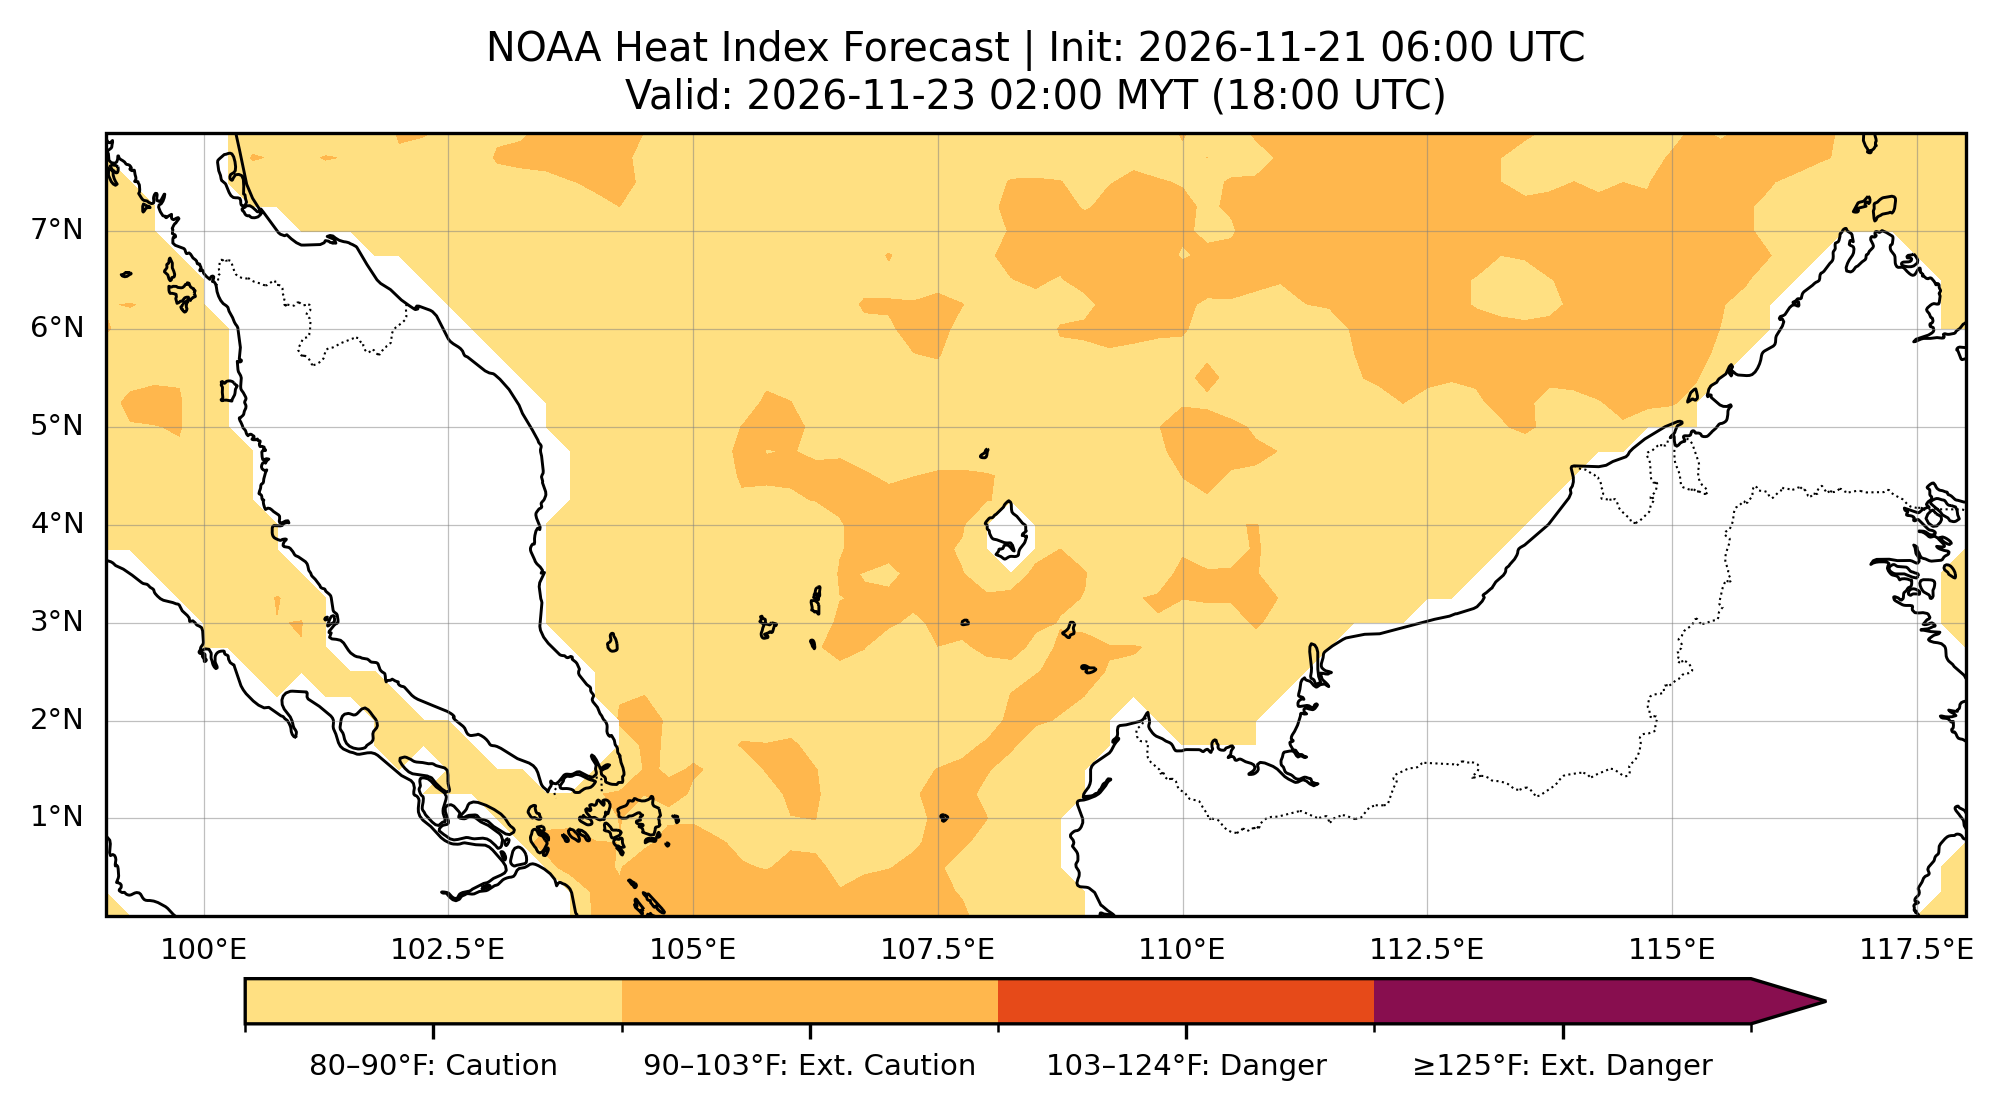 NOAA Heat Index Forecast | Init: 2026-11-21 06:00 UTC
Valid: 2026-11-23 02:00 MYT (18:00 UTC)
7°N
6°N
5°N
4°N
3°N
2°N
1°N
100°E 102.5°E 105°E 107.5°E 110°E 112.5°E 115°E 117.5°E
80–90°F: Caution 90–103°F: Ext. Caution 103–124°F: Danger ≥125°F: Ext. Danger